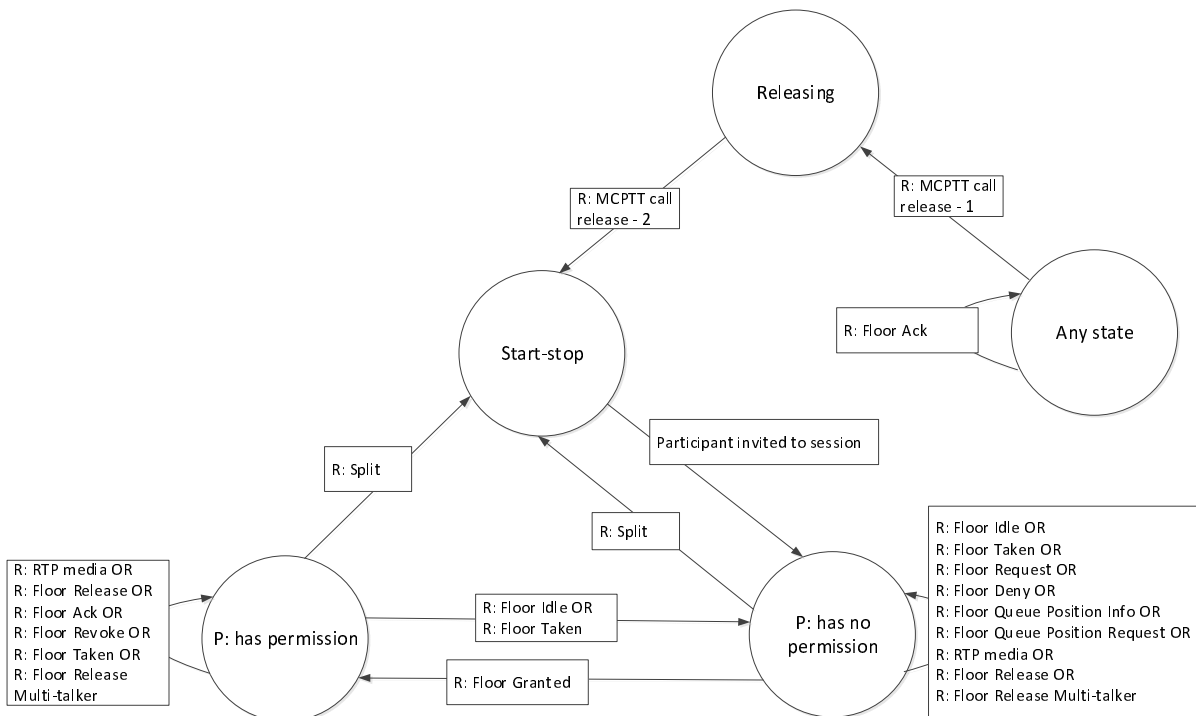 Releasing
R: MCPTT call
release - 2
R: MCPTT call
release - 1
Start-stop
R: Floor Ack
Any state
Participant invited to session
R: Split
R: Split
R: RTP media OR
R: Floor Release OR
R: Floor Ack OR
R: Floor Revoke OR
R: Floor Taken OR
R: Floor Release
Multi-talker
P: has permission
R: Floor Idle OR
R: Floor Taken
R: Floor Granted
P: has no
permission
R: Floor Idle OR
R: Floor Taken OR
R: Floor Request OR
R: Floor Deny OR
R: Floor Queue Position Info OR
R: Floor Queue Position Request OR
R: RTP media OR
R: Floor Release OR
R: Floor Release Multi-talker